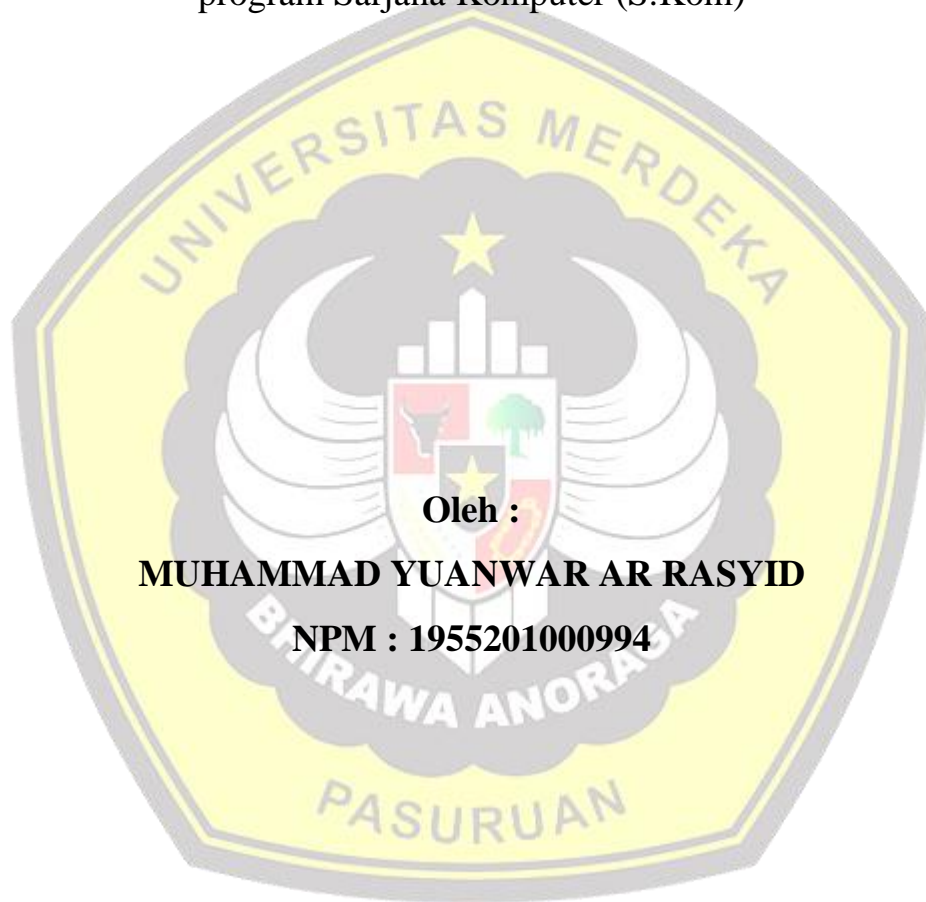 program Sarjana Komputer (S.Kom)
UNIVERSITAS MERDEKA
Oleh :
MUHAMMAD YUANWAR AR RASYID
NPM : 1955201000994
BHIRAWA ANORAGA
PASURUAN